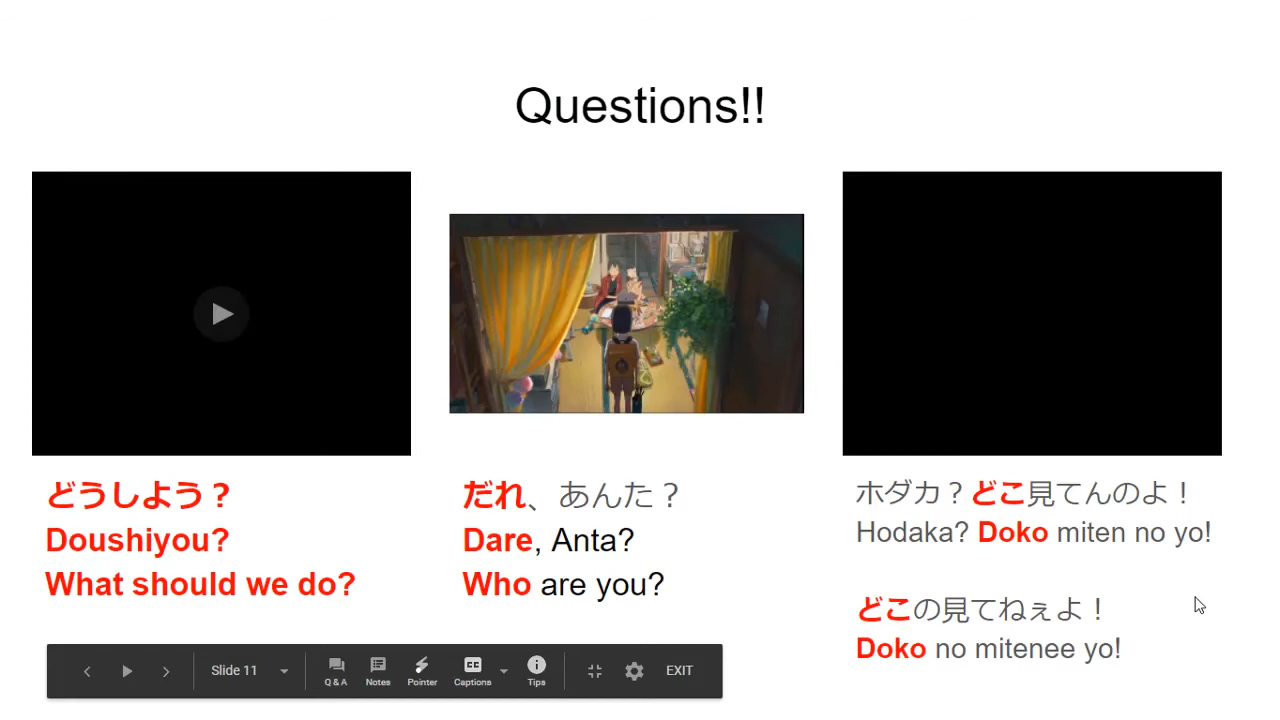 Questions!!
どうしよう？
Doushiyou?
What should we do?
だれ、あんた？
Dare, Anta?
Who are you?
ホダカ？どこ見てんのよ！
Hodaka? Doko miten no yo!
どこの見てねぇよ！
Doko no mitenee yo!
Slide 11
Q & A
Notes
Pointer
CC
Captions
Tips
EXIT